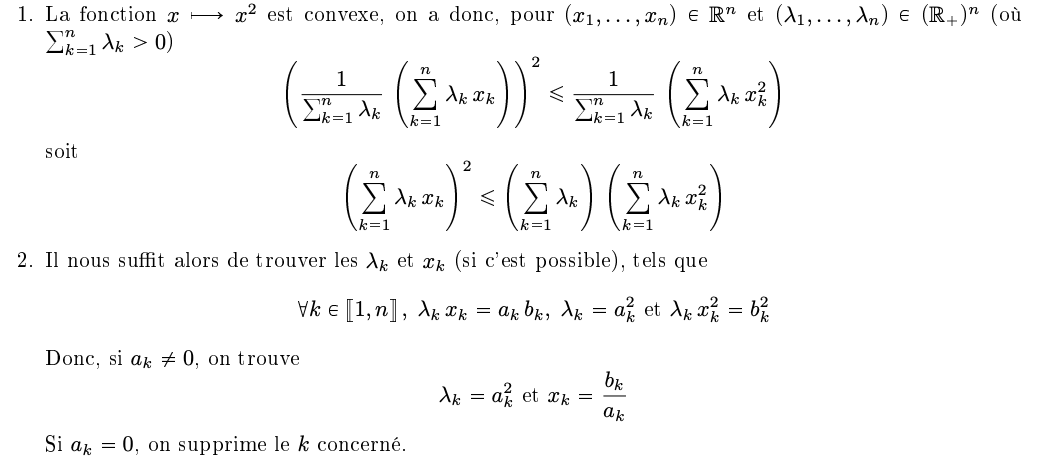 1. La fonction $x \longmapsto x^2$ est convexe, on a donc, pour $(x_1, \ldots, x_n) \in \mathbb{R}^n$ et $(\lambda_1, \ldots, \lambda_n) \in (\mathbb{R}_+)^n$ (où
$\sum_{k=1}^n \lambda_k > 0$)
$$\left( \frac{1}{\sum_{k=1}^n \lambda_k} \left( \sum_{k=1}^n \lambda_k \, x_k \right) \right)^2 \leqslant \frac{1}{\sum_{k=1}^n \lambda_k} \left( \sum_{k=1}^n \lambda_k \, x_k^2 \right)$$
soit
$$\left( \sum_{k=1}^n \lambda_k \, x_k \right)^2 \leqslant \left( \sum_{k=1}^n \lambda_k \right) \left( \sum_{k=1}^n \lambda_k \, x_k^2 \right)$$
2. Il nous suffit alors de trouver les $\lambda_k$ et $x_k$ (si c'est possible), tels que
$$\forall k \in [\![1, n]\!], \ \lambda_k \, x_k = a_k \, b_k, \ \lambda_k = a_k^2 \text{ et } \lambda_k \, x_k^2 = b_k^2$$
Donc, si $a_k \neq 0$, on trouve
$$\lambda_k = a_k^2 \text{ et } x_k = \frac{b_k}{a_k}$$
Si $a_k = 0$, on supprime le $k$ concerné.